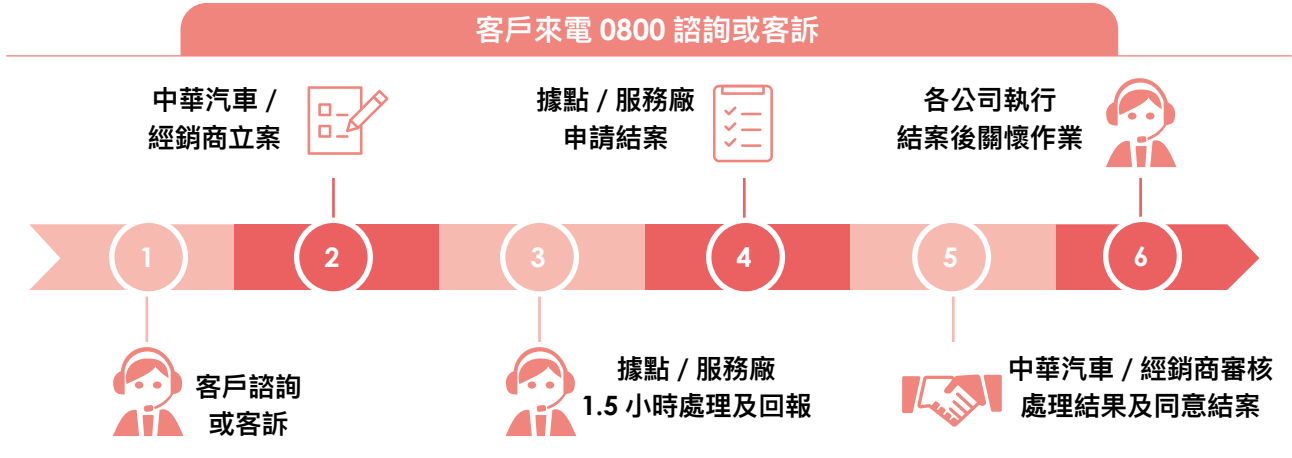 客戶來電 0800 諮詢或客訴
中華汽車 /
經銷商立案
據點 / 服務廠
申請結案
各公司執行
結案後關懷作業
1
2
3
4
5
6
客戶諮詢
或客訴
據點 / 服務廠
1.5 小時處理及回報
中華汽車 / 經銷商審核
處理結果及同意結案